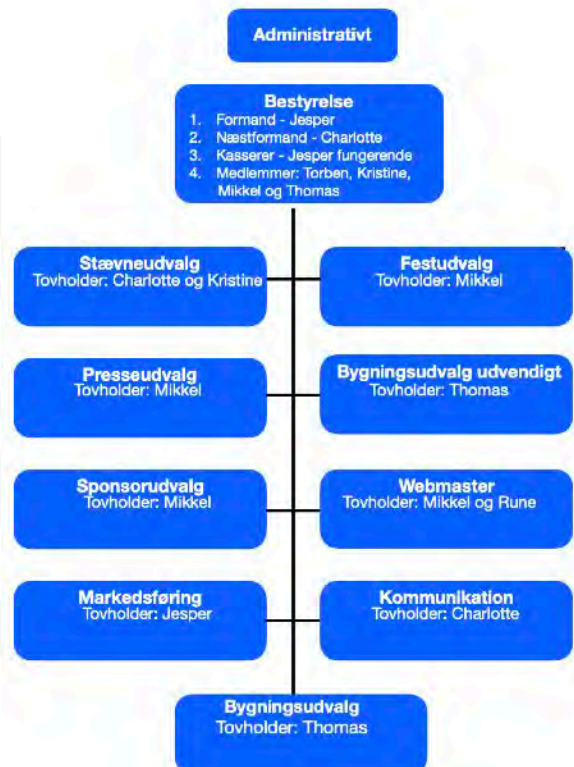 Administrativt
Bestyrelse
1. Formand - Jesper
2. Næstformand - Charlotte
3. Kasserer - Jesper fungerende
4. Medlemmer: Torben, Kristine,
Mikkel og Thomas
Stævneudvalg
Tovholder: Charlotte og Kristine
Festudvalg
Tovholder: Mikkel
Presseudvalg
Tovholder: Mikkel
Bygningsudvalg udvendigt
Tovholder: Thomas
Sponsorudvalg
Tovholder: Mikkel
Webmaster
Tovholder: Mikkel og Rune
Markedsføring
Tovholder: Jesper
Kommunikation
Tovholder: Charlotte
Bygningsudvalg
Tovholder: Thomas